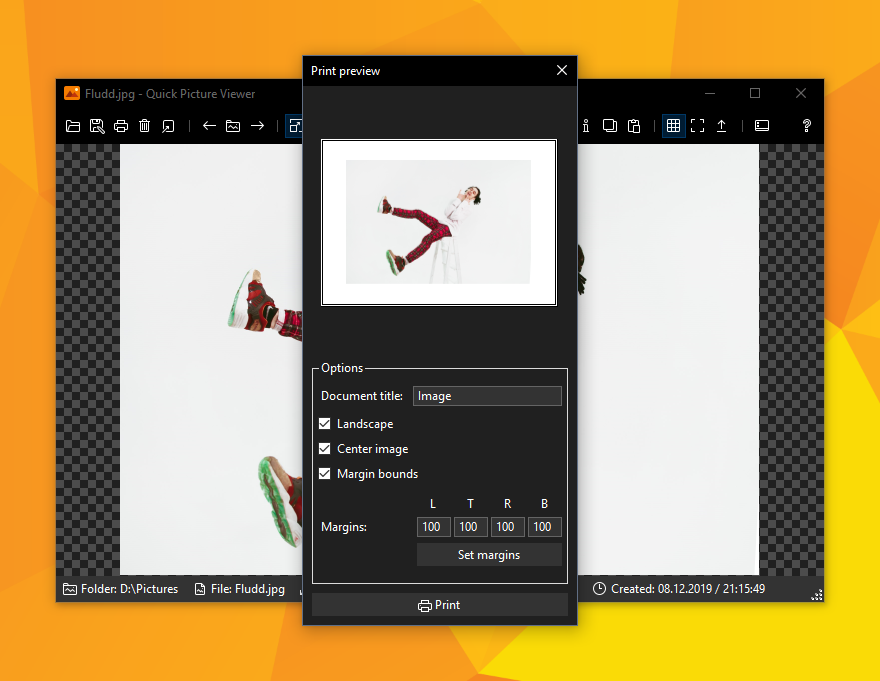 Print preview
Fludd.jpg - Quick Picture Viewer
Options
Document title: Image
Landscape
Center image
Margin bounds
L T R B
Margins: 100 100 100 100
Set margins
Print
Folder: D:\Pictures File: Fludd.jpg Created: 08.12.2019 / 21:15:49